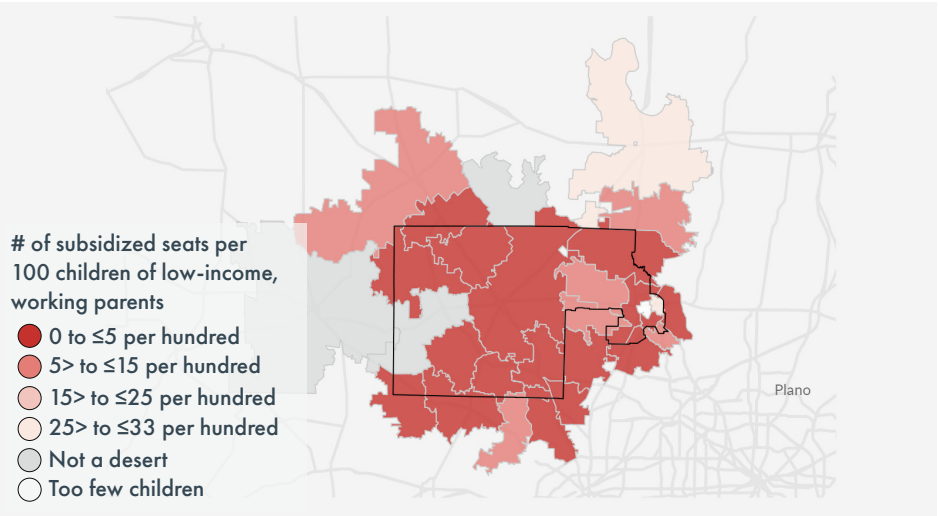 # of subsidized seats per
100 children of low-income,
working parents
0 to ≤5 per hundred
5> to ≤15 per hundred
15> to ≤25 per hundred
25> to ≤33 per hundred
Not a desert
Too few children
Plano